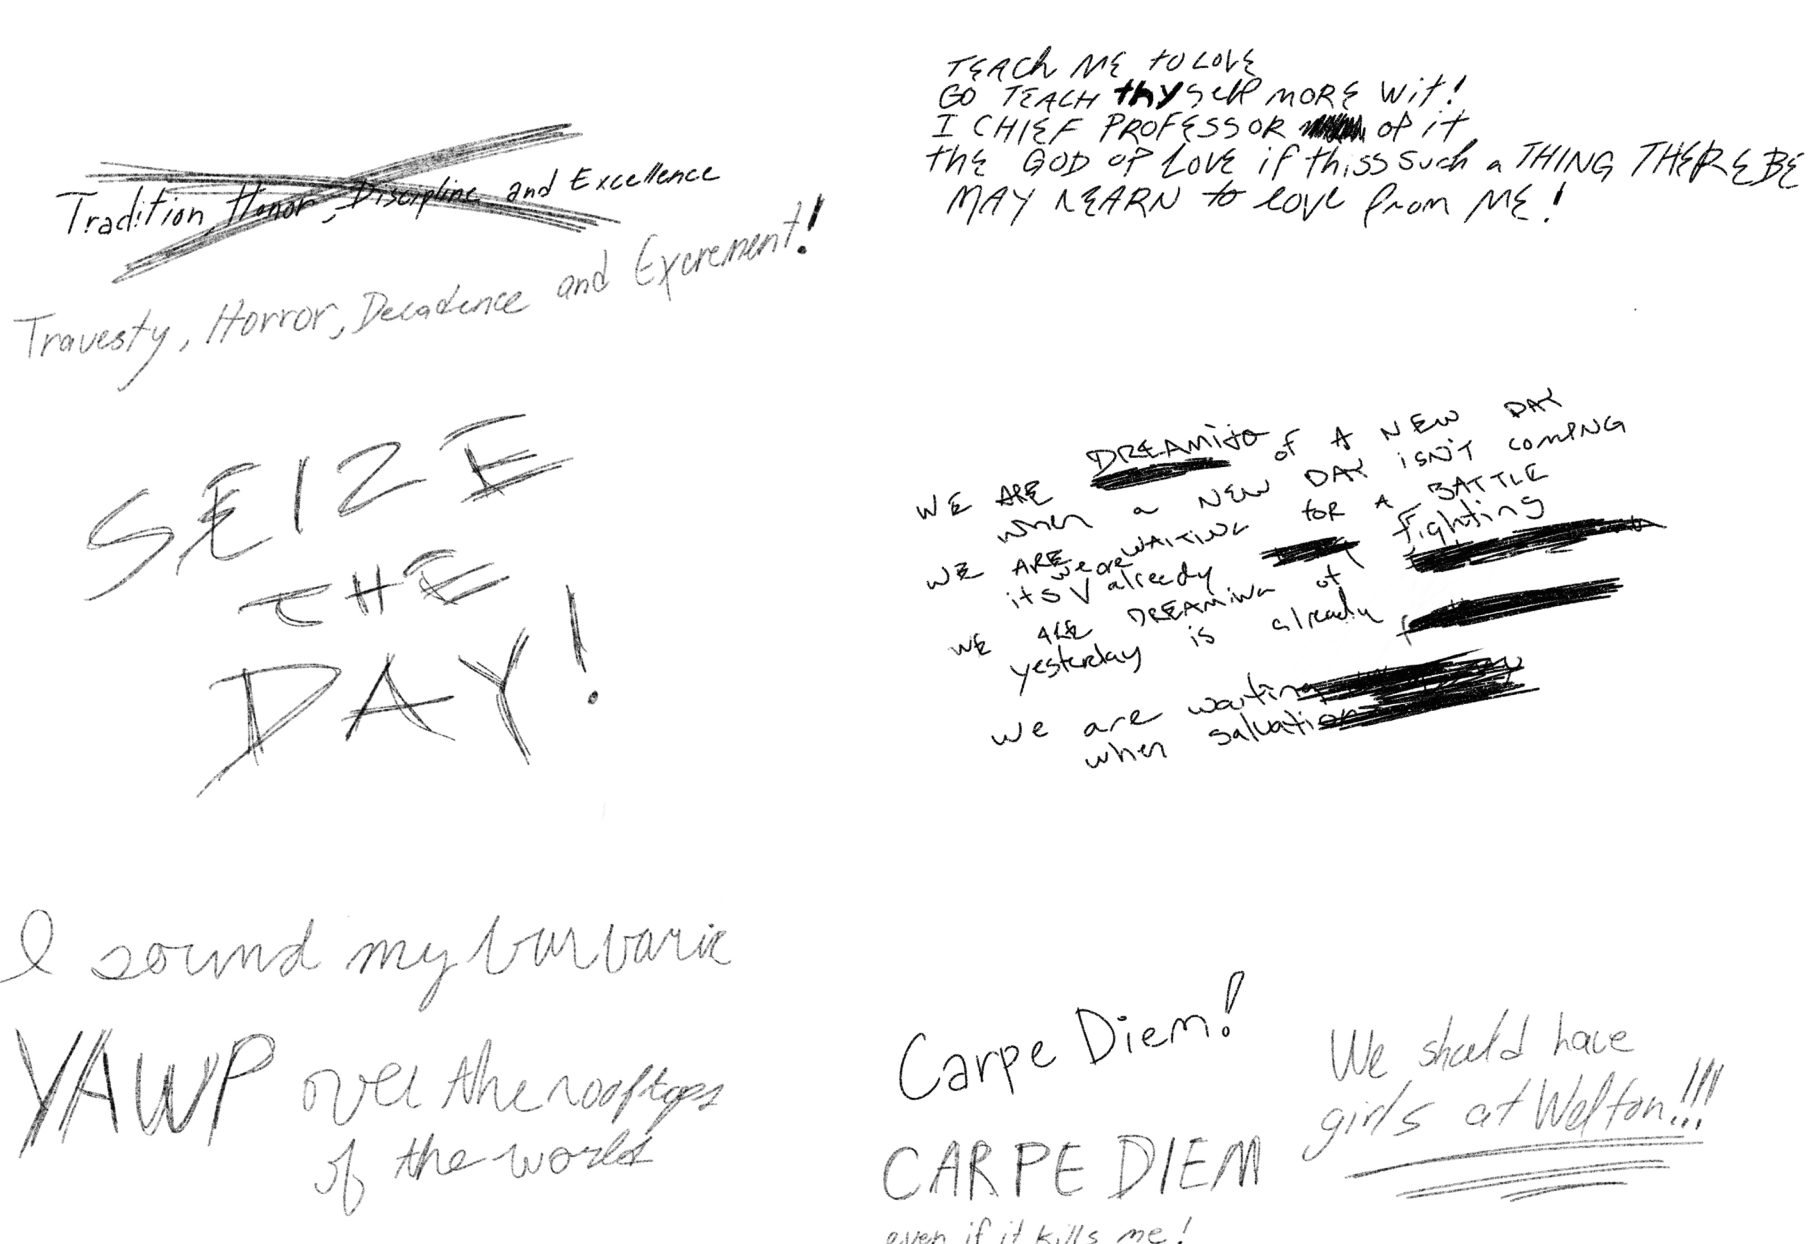 Tradition, Honor, Discipline and Excellence
Travesty, Horror, Decadence and Excrement!
SEIZE
THE
DAY!
I sound my barbaric
YAWP over the rooftops
of the world
TEACh ME to LOVE
GO TEACH thyself MORE Wit!
I CHIEF PROFESSOR of it
thE GOD of LOVE if thiss such a THING THERE BE
MAY LEARN to love from ME!
WE ARE DREAMING of A NEW DAY
when a NEW DAY isN'T comING
WE ARE WAITING for A BATTLE
its already fighting
we are
WE ARE DREAMING of
yesterday is already
we are waiting
when salvation
Carpe Diem!
CARPE DIEM
even if it kills me!
We should have
girls at Welton!!!